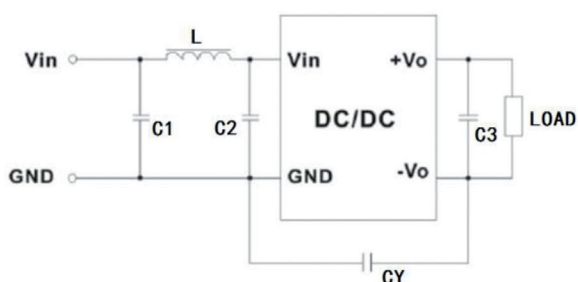 L
Vin
Vin
+Vo
C1
C2
DC/DC
C3
LOAD
GND
GND
-Vo
CY